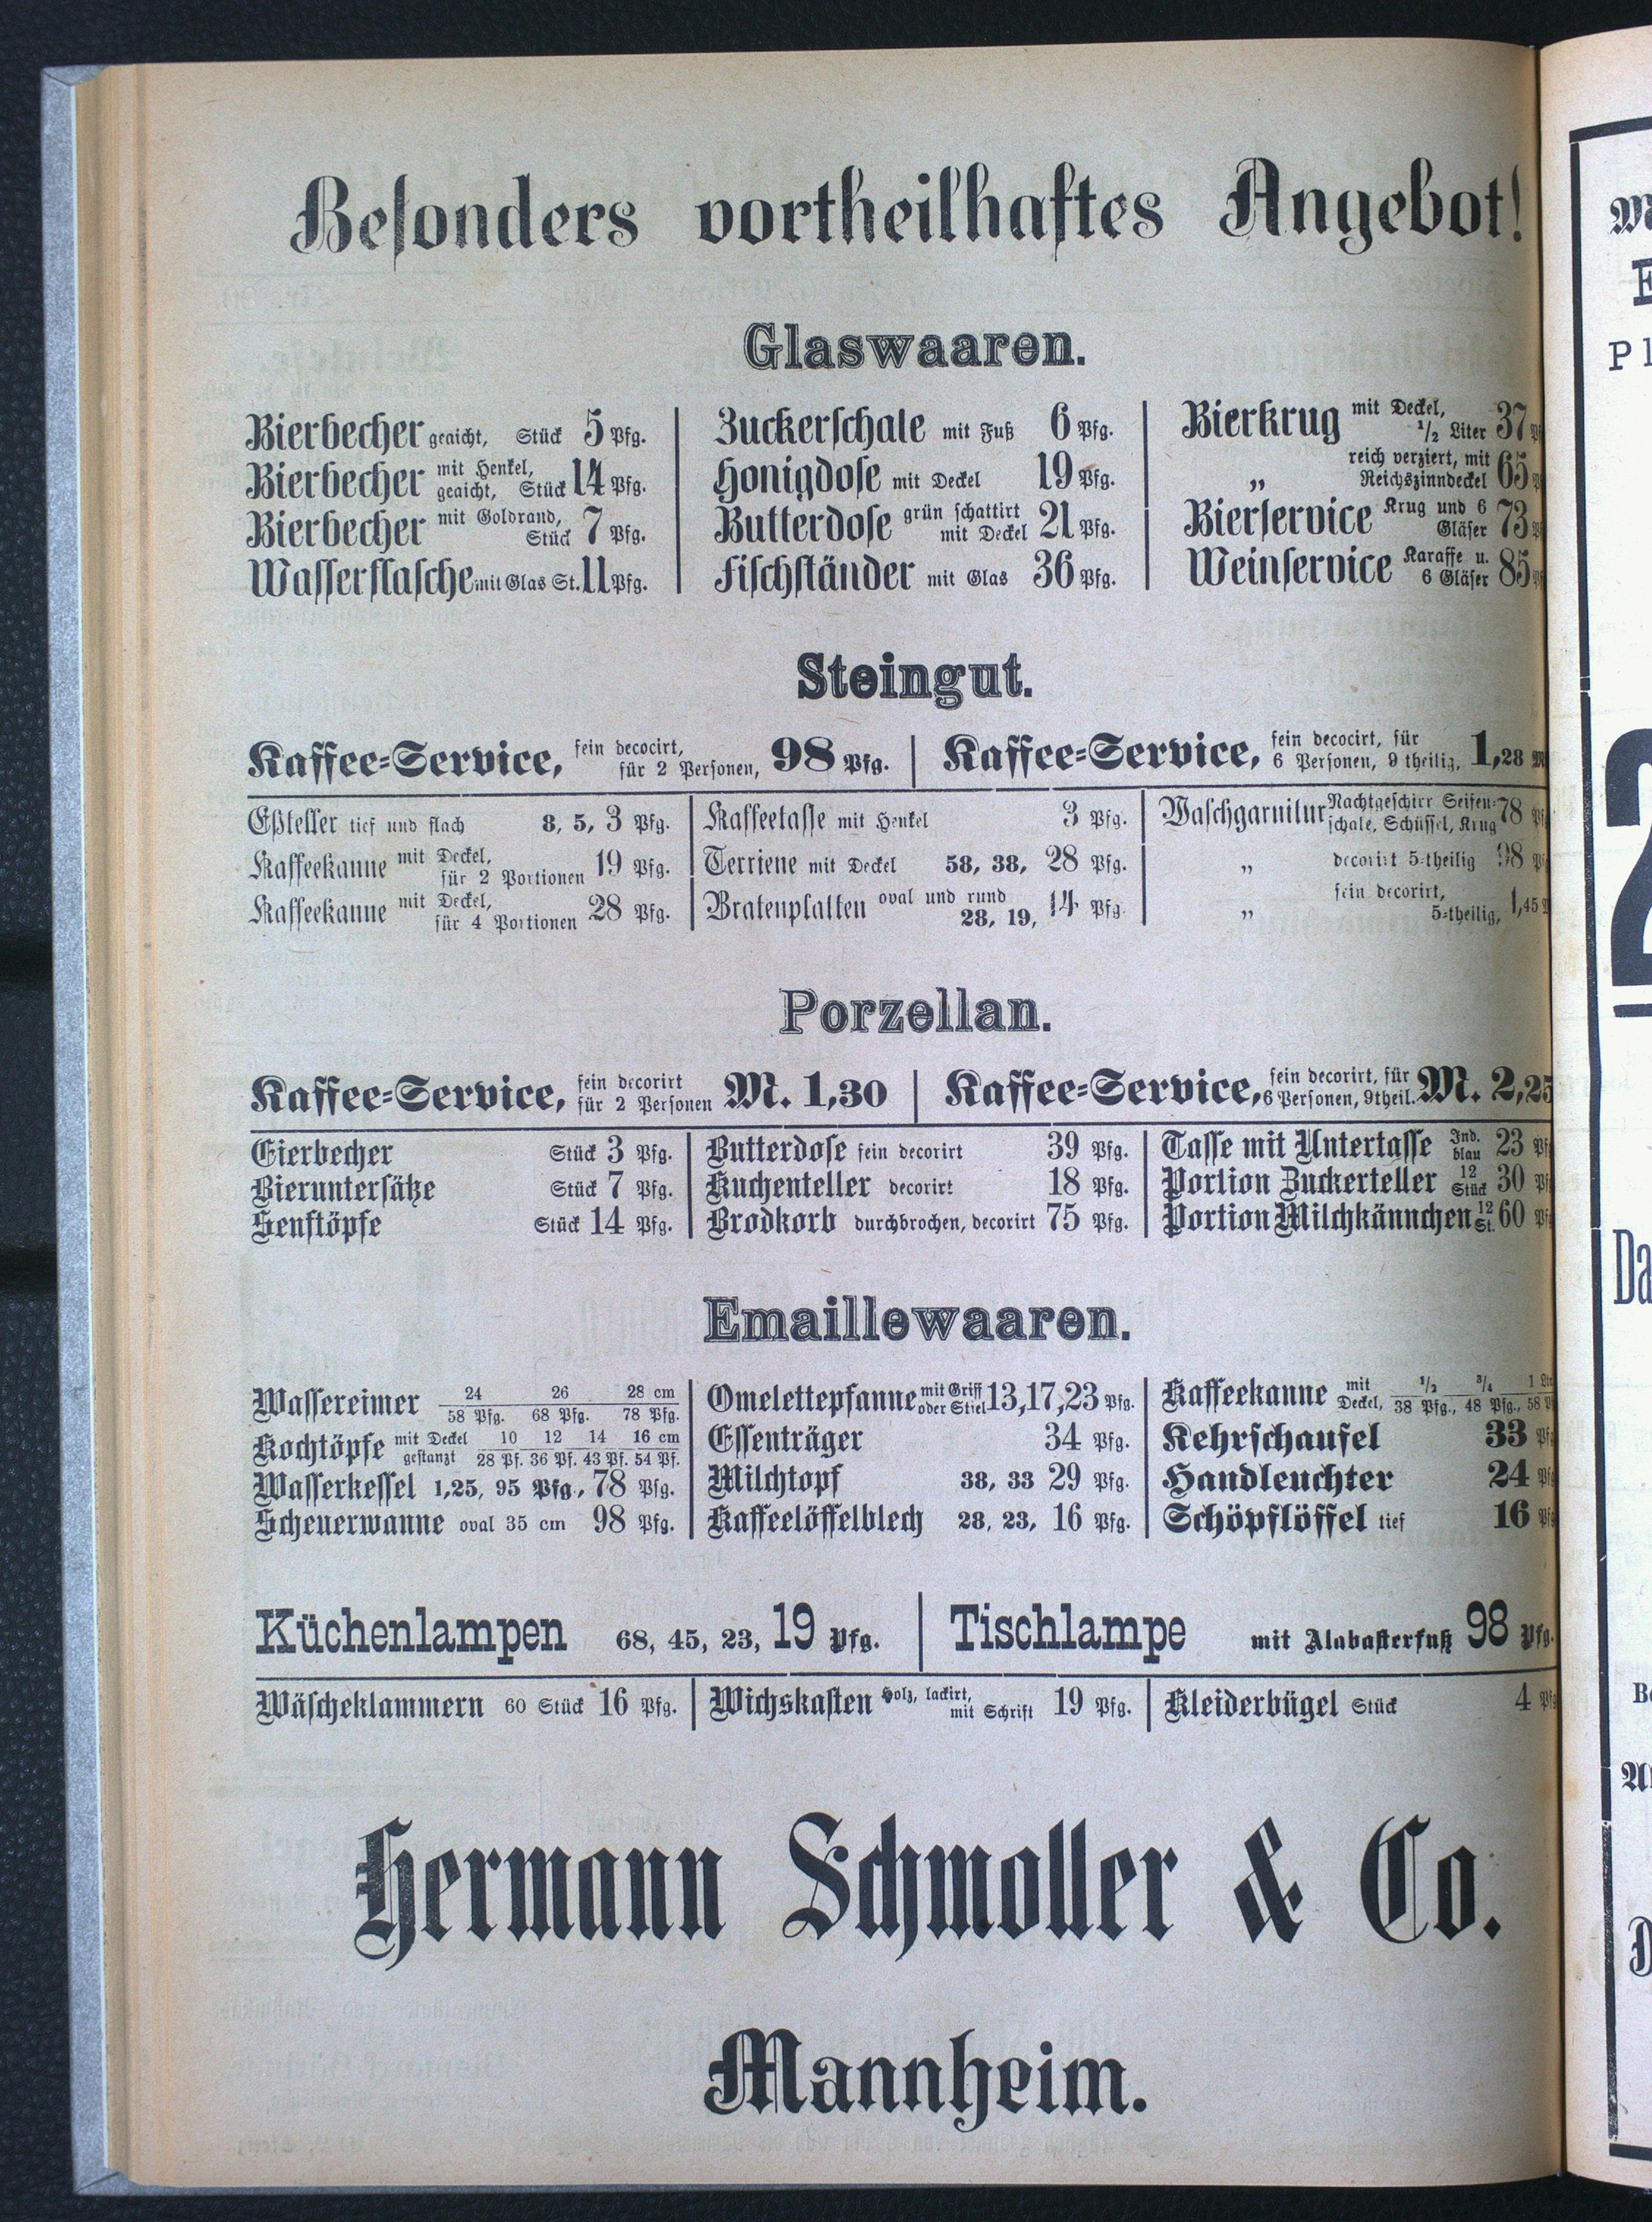 Besonders vortheilhaftes Angebot!
Glaswaaren.
Bierbecher geaicht, Stück 5 Pfg.
Bierbecher mit Henkel, geaicht, Stück 14 Pfg.
Bierbecher mit Goldrand, Stück 7 Pfg.
Wasserflasche mit Glas St. 11 Pfg.
Zuckerschale mit Fuß 6 Pfg.
Honigdose mit Deckel 19 Pfg.
Butterdose grün schattirt mit Deckel 21 Pfg.
Fischständer mit Glas 36 Pfg.
Bierkrug mit Deckel, 1/2 Liter 37
„ reich verziert, mit Reichszinndeckel 65
Bierservice Krug und 6 Gläser 73
Weinservice Karaffe u. 6 Gläser 85
Steingut.
Kaffee-Service, fein decocirt, für 2 Personen, 98 Pfg.
Kaffee-Service, fein decocirt, für 6 Personen, 9 theilig, 1,28 M
Eßteller tief und flach 8, 5, 3 Pfg.
Kaffeekanne mit Deckel, für 2 Portionen 19 Pfg.
Kaffeekanne mit Deckel, für 4 Portionen 28 Pfg.
Kaffeetasse mit Henkel 3 Pfg.
Terriene mit Deckel 58, 38, 28 Pfg.
Bratenplatten oval und rund 28, 19, 14 Pfg.
Waschgarnitur Nachtgeschirr Seifen-schale, Schüssel, Krug 78
„ decorirt 5-theilig 98
„ fein decorirt, 5-theilig, 1,45
Porzellan.
Kaffee-Service, fein decorirt für 2 Personen M. 1,30
Kaffee-Service, fein decorirt, für 6 Personen, 9theil. M. 2,25
Eierbecher Stück 3 Pfg.
Bieruntersätze Stück 7 Pfg.
Senftöpfe Stück 14 Pfg.
Butterdose fein decorirt 39 Pfg.
Kuchenteller decorirt 18 Pfg.
Brodkorb durchbrochen, decorirt 75 Pfg.
Tasse mit Untertasse Ind. blau 23 Pf
Portion Zuckerteller 12 Stück 30 Pf
Portion Milchkännchen 12 St. 60 Pf
Emaillewaaren.
Wassereimer 24 26 28 cm
58 Pfg. 68 Pfg. 78 Pfg.
Kochtöpfe mit Deckel gestanzt 10 12 14 16 cm
28 Pf. 36 Pf. 43 Pf. 54 Pf.
Wasserkessel 1,25, 95 Pfg., 78 Pfg.
Scheuerwanne oval 35 cm 98 Pfg.
Omelettepfanne mit Griff oder Stiel 13, 17, 23 Pfg.
Essenträger 34 Pfg.
Milchtopf 38, 33 29 Pfg.
Kaffeelöffelblech 28, 23, 16 Pfg.
Kaffeekanne mit Deckel, 1/2 3/4 1 Lit
38 Pfg., 48 Pfg., 58 P
Kehrschaufel 33 Pf
Handleuchter 24 Pf
Schöpflöffel tief 16 Pf
Küchenlampen 68, 45, 23, 19 Pfg.
Tischlampe mit Alabasterfuß 98 Pfg.
Wäscheklammern 60 Stück 16 Pfg.
Wichskasten Holz, lackirt, mit Schrift 19 Pfg.
Kleiderbügel Stück 4 Pfg
Hermann Schmoller & Co.
Mannheim.